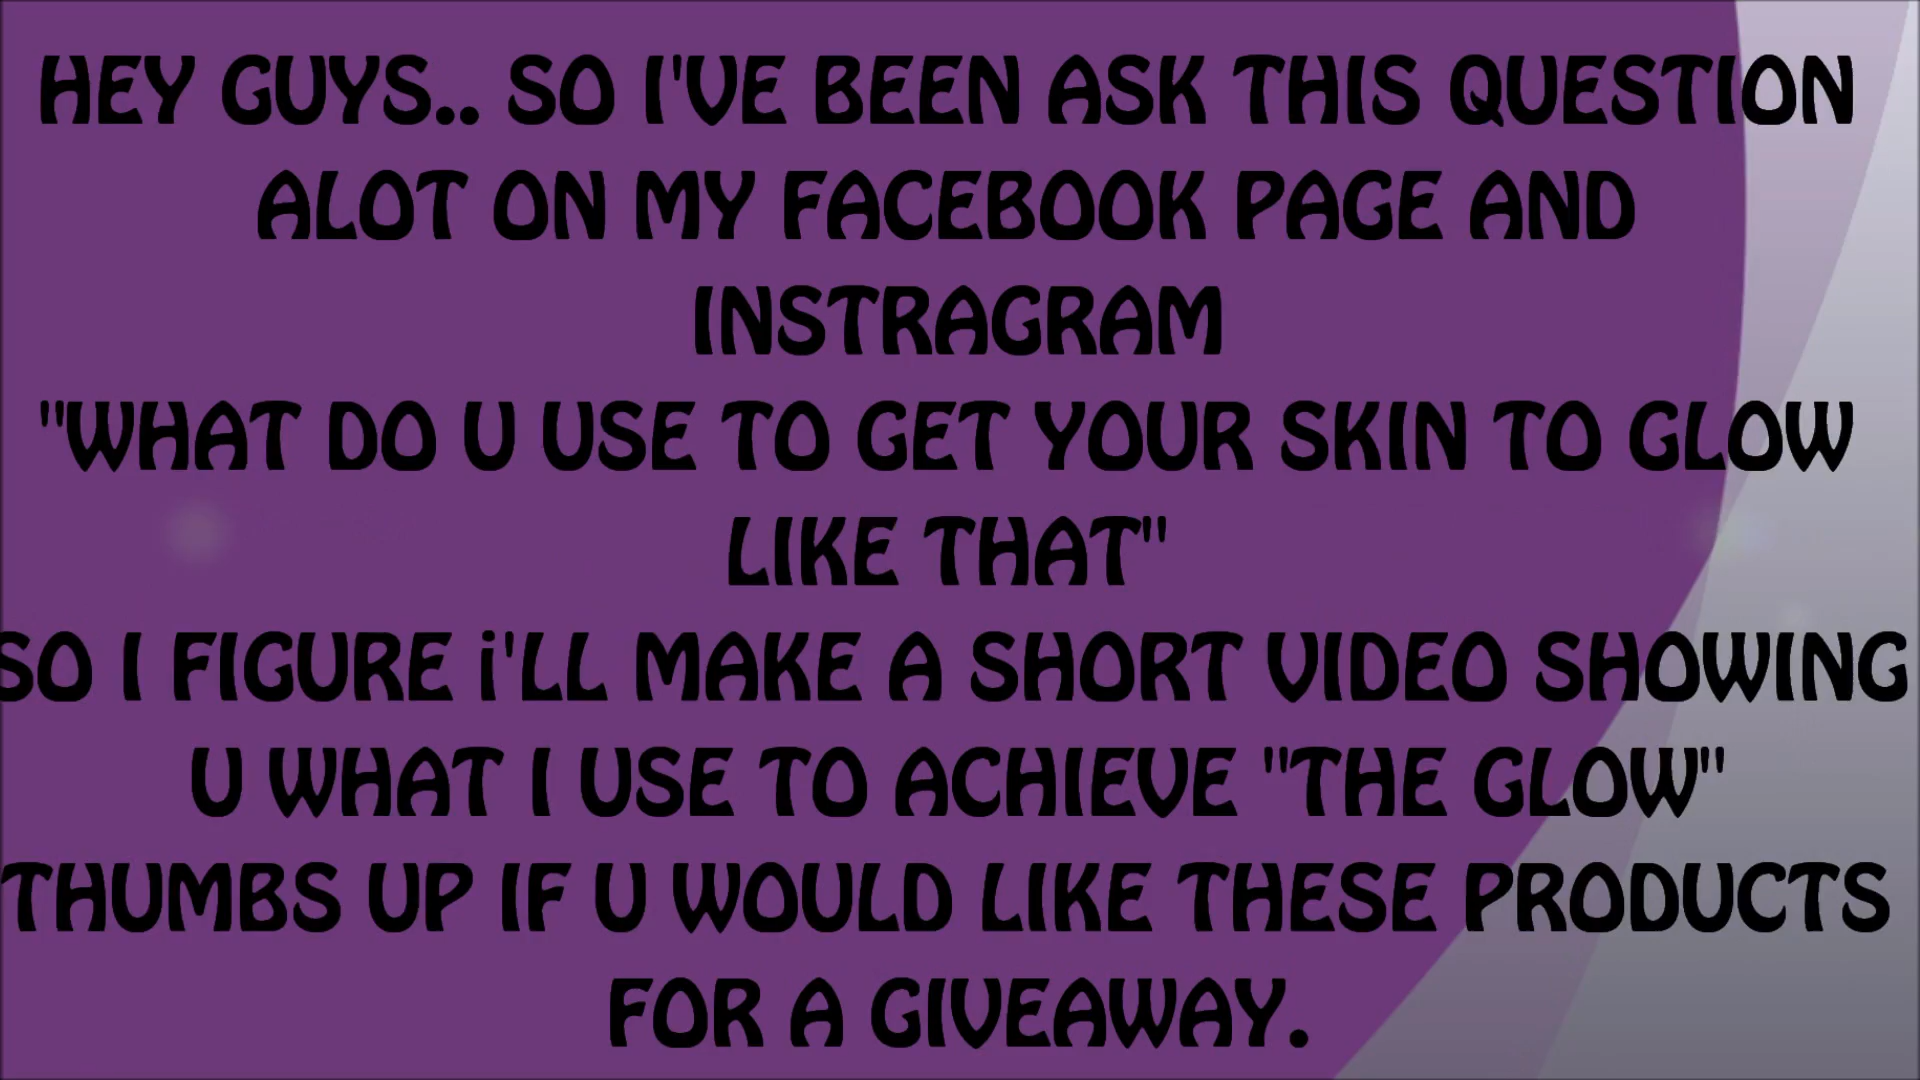 HEY GUYS.. SO I'VE BEEN ASK THIS QUESTION
ALOT ON MY FACEBOOK PAGE AND
INSTRAGRAM
"WHAT DO U USE TO GET YOUR SKIN TO GLOW
LIKE THAT"
SO I FIGURE i'LL MAKE A SHORT VIDEO SHOWING
U WHAT I USE TO ACHIEVE "THE GLOW"
THUMBS UP IF U WOULD LIKE THESE PRODUCTS
FOR A GIVEAWAY.